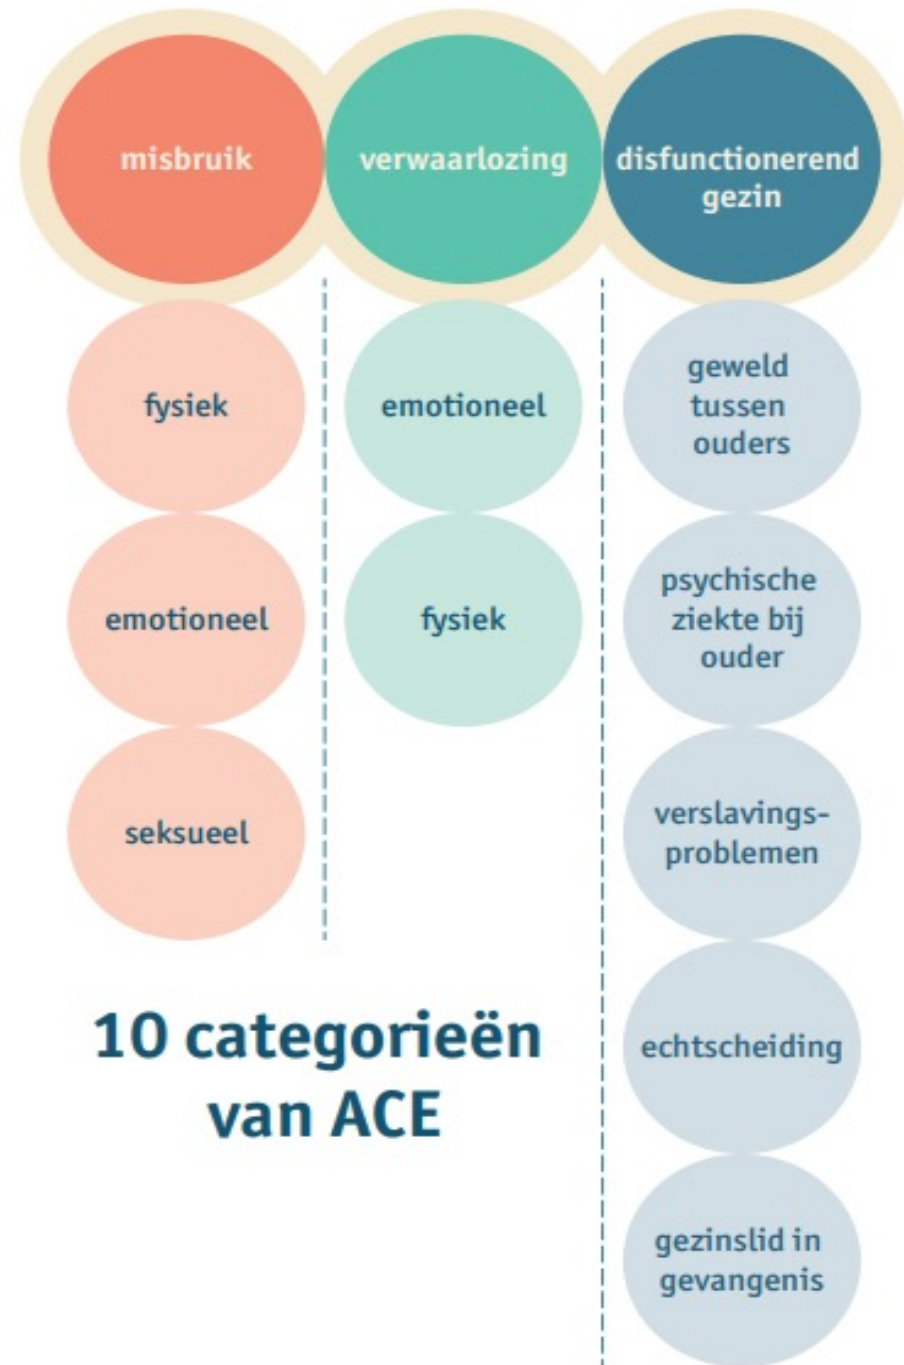 misbruik
verwaarlozing
disfunctionerend
gezin
fysiek
emotioneel
seksueel
emotioneel
fysiek
geweld
tussen
ouders
psychische
ziekte bij
ouder
verslavings-
problemen
echtscheiding
gezinslid in
gevangenis
10 categorieën
van ACE